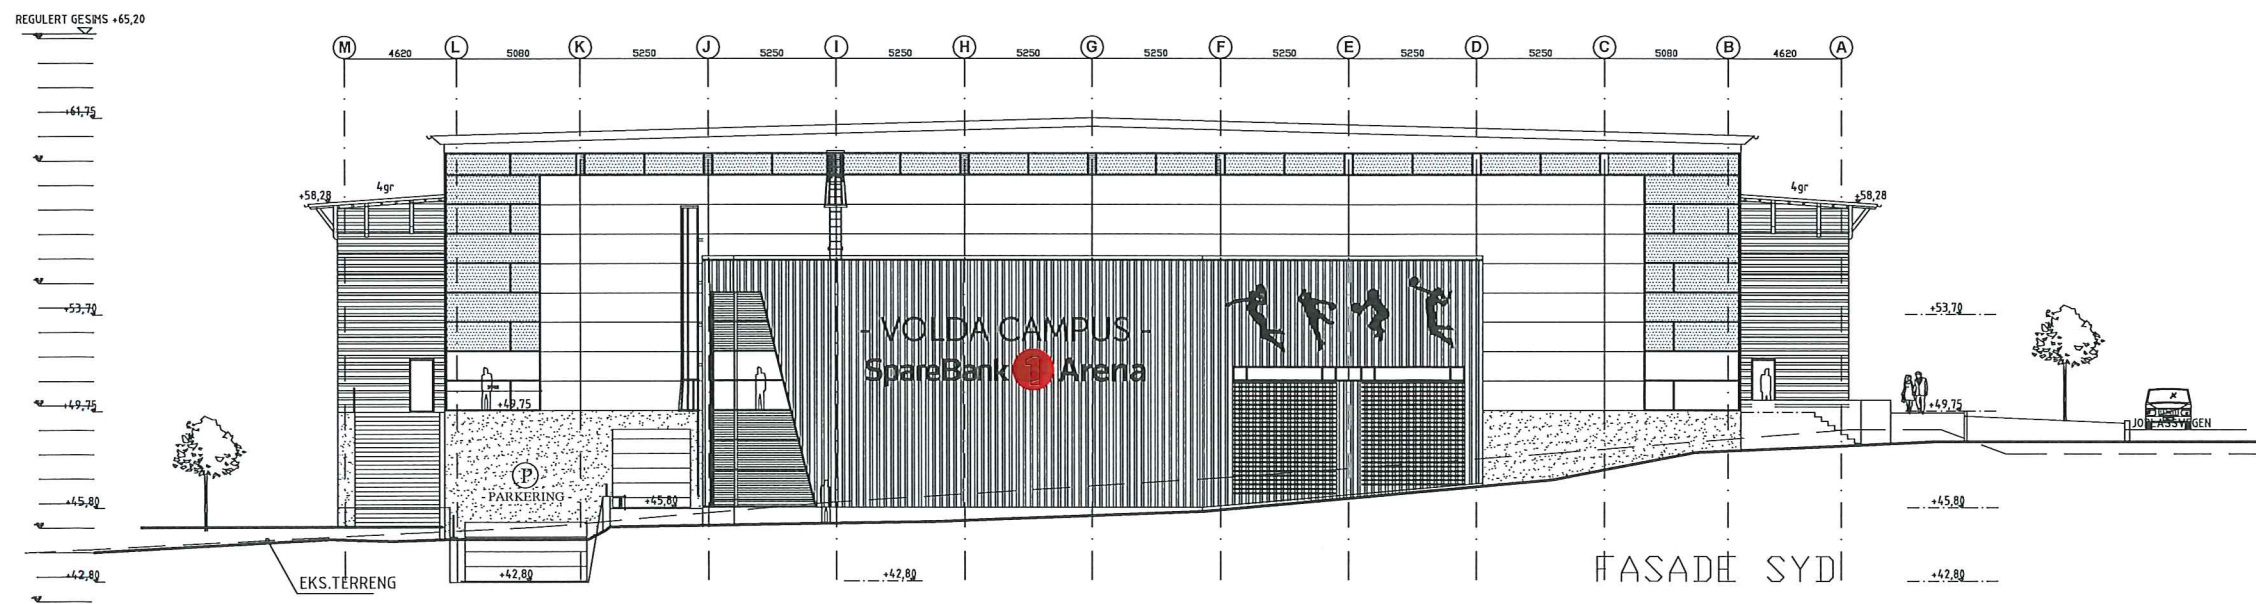 REGULERT GESIMS +65,20
M L K J I H G F E D C B A
4620 5080 5250 5250 5250 5250 5250 5250 5250 5250 5080 4620
+61,75
+58,28 4gr
4gr +58,28
+53,70
+53,70
- VOLDA CAMPUS -
SpareBank 1 Arena
+49,75
+49,75
+49,75
P
PARKERING
+45,80
+45,80
+45,80
+42,80
+42,80
+42,80
+42,80
EKS.TERRENG
FASADE SYD